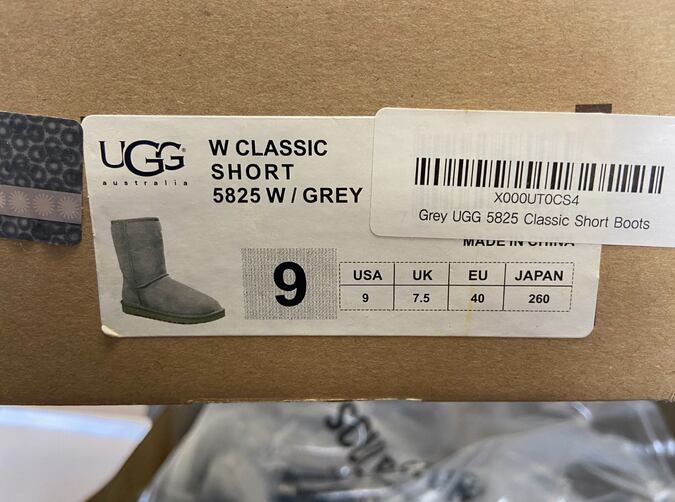 UGG®
australia
W CLASSIC
SHORT
5825 W / GREY
X000UT0CS4
Grey UGG 5825 Classic Short Boots
MADE IN CHINA
9
USA UK EU JAPAN
9 7.5 40 260